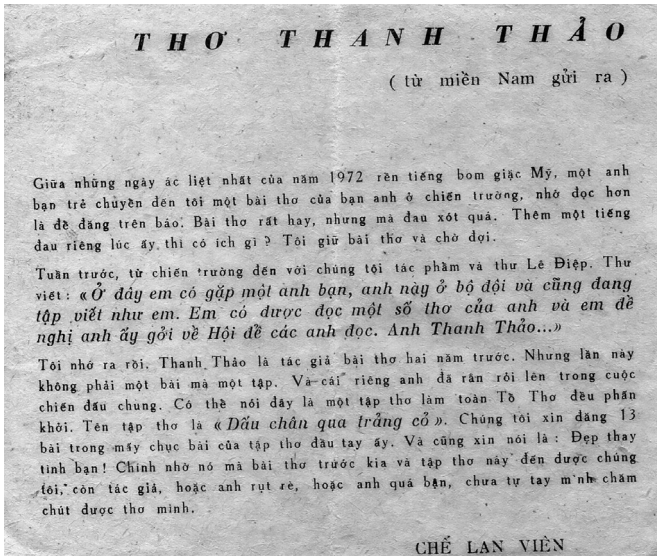 THƠ THANH THẢO
( từ miền Nam gửi ra )
Giữa những ngày ác liệt nhất của năm 1972 rền tiếng bom giặc Mỹ, một anh
bạn trẻ chuyền đến tôi một bài thơ của bạn anh ở chiến trường, nhờ đọc hơn
là để đăng trên báo. Bài thơ rất hay, nhưng mà đau xót quá. Thêm một tiếng
đau riêng lúc ấy thì có ích gì ? Tôi giữ bài thơ và chờ đợi.
Tuần trước, từ chiến trường đến với chúng tôi tác phẩm và thư Lê Điệp. Thư
viết : «Ở đây em có gặp một anh bạn, anh này ở bộ đội và cũng đang
tập viết như em. Em có được đọc một số thơ của anh và em đề
nghị anh ấy gởi về Hội để các anh đọc. Anh Thanh Thảo...»
Tôi nhớ ra rồi. Thanh Thảo là tác giả bài thơ hai năm trước. Nhưng lần này
không phải một bài mà một tập. Và cái riêng anh đã rắn rỏi lên trong cuộc
chiến đấu chung. Có thể nói đây là một tập thơ làm toàn Tổ Thơ đều phấn
khởi. Tên tập thơ là «Dấu chân qua trảng cỏ». Chúng tôi xin đăng 13
bài trong mấy chục bài của tập thơ đầu tay ấy. Và cũng xin nói là : Đẹp thay
tình bạn ! Chính nhờ nó mà bài thơ trước kia và tập thơ này đến được chúng
tôi, còn tác giả, hoặc anh rụt rè, hoặc anh quá bận, chưa tự tay mình chăm
chút được thơ mình.
CHẾ LAN VIÊN